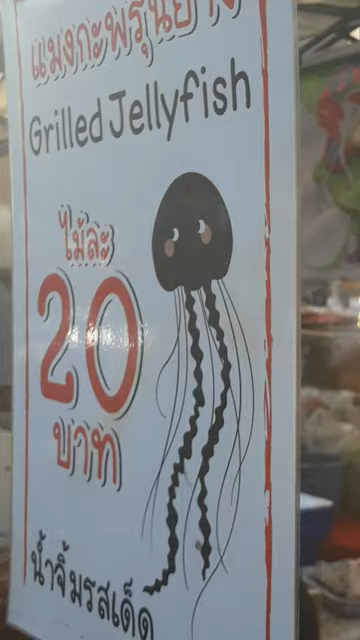 แมงกะพรุนย่าง
Grilled Jellyfish
ไม้ละ
20
บาท
น้ำจิ้มรสเด็ด